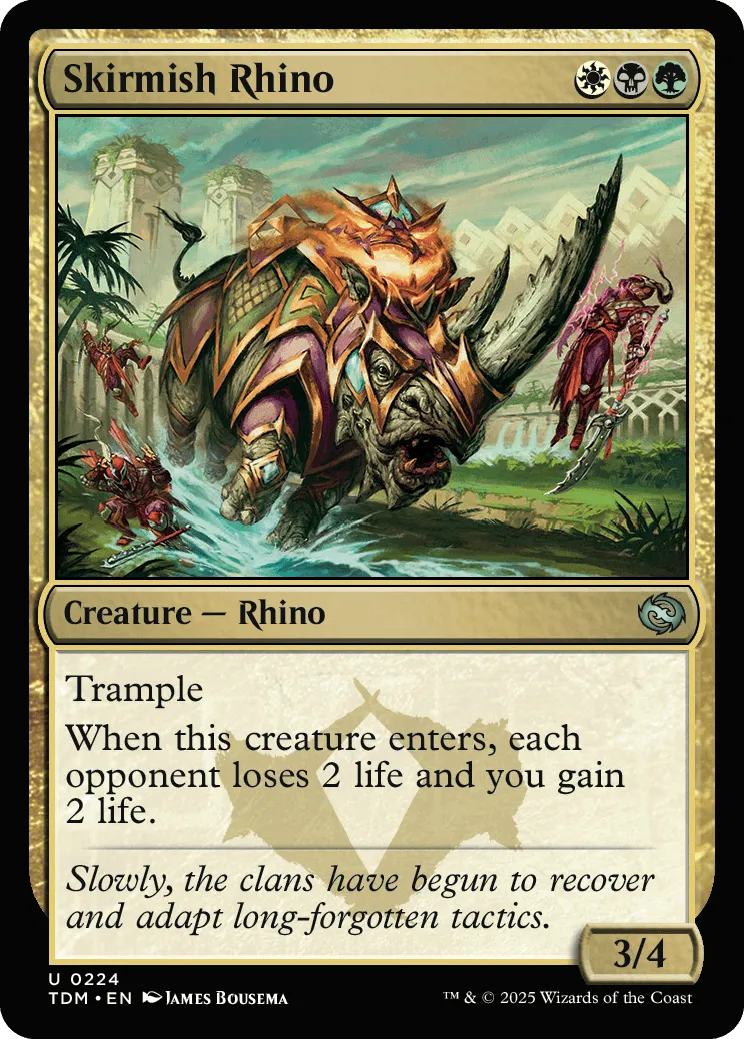 Skirmish Rhino
Creature — Rhino
Trample
When this creature enters, each
opponent loses 2 life and you gain
2 life.
Slowly, the clans have begun to recover
and adapt long-forgotten tactics.
3/4
U 0224
TDM • EN James Bousema
™ & © 2025 Wizards of the Coast